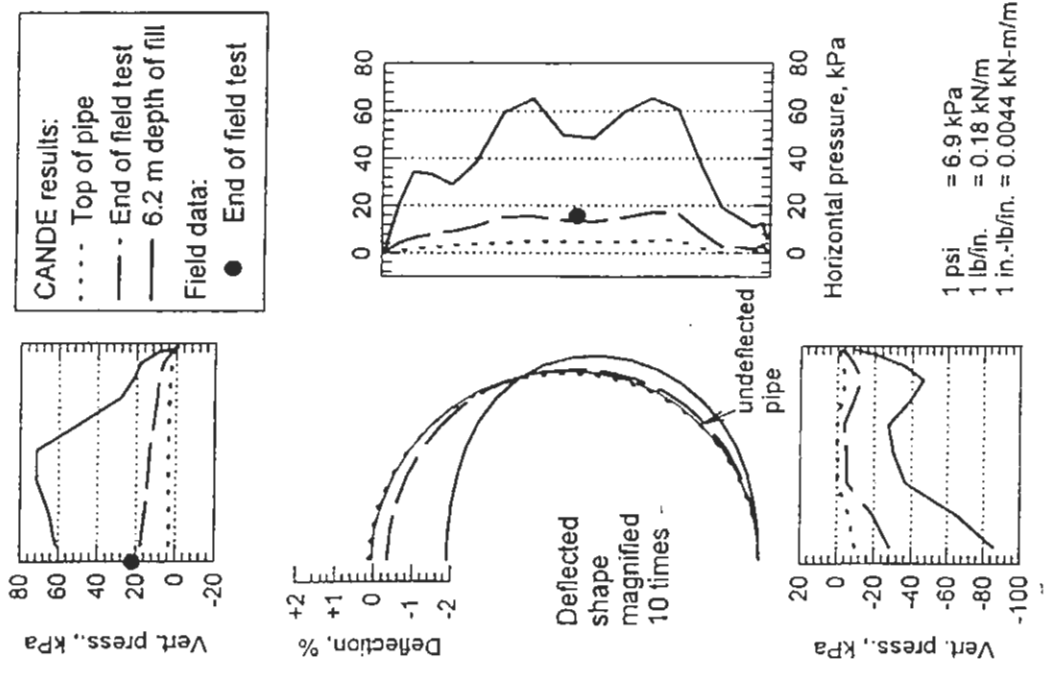 CANDE results:
Top of pipe
End of field test
6.2 m depth of fill
Field data:
End of field test
80
60
40
20
0
-20
Vert. press., kPa
+2
+1
0
-1
-2
Deflection, %
Deflected
shape
magnified
10 times
undeflected
pipe
80
60
40
20
0
80
60
40
20
0
Horizontal pressure, kPa
20
0
-20
-40
-60
-80
-100
Vert. press., kPa
1 psi = 6.9 kPa
1 lb/in. = 0.18 kN/m
1 in.-lb/in. = 0.0044 kN-m/m